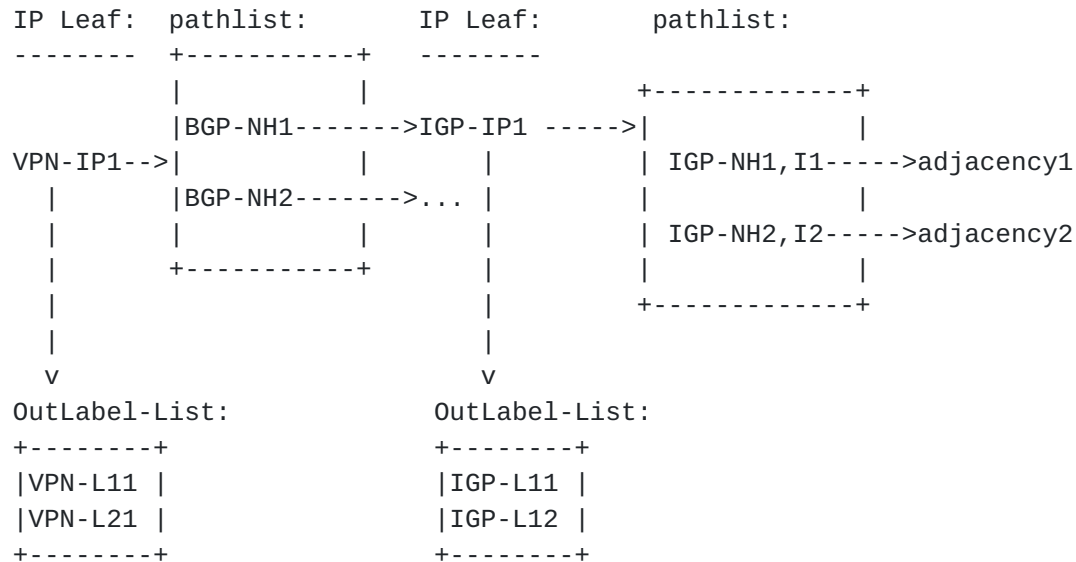 IP Leaf:  pathlist:       IP Leaf:       pathlist:
--------  +-----------+   --------
          |           |                 +-------------+
          |BGP-NH1------->IGP-IP1 ----->|             |
VPN-IP1-->|           |       |         | IGP-NH1,I1----->adjacency1
  |       |BGP-NH2------->... |         |             |
  |       |           |       |         | IGP-NH2,I2----->adjacency2
  |       +-----------+       |         |             |
  |                           |         +-------------+
  |                           |
  v                           v
OutLabel-List:             OutLabel-List:
+--------+                 +--------+
|VPN-L11 |                 |IGP-L11 |
|VPN-L21 |                 |IGP-L12 |
+--------+                 +--------+